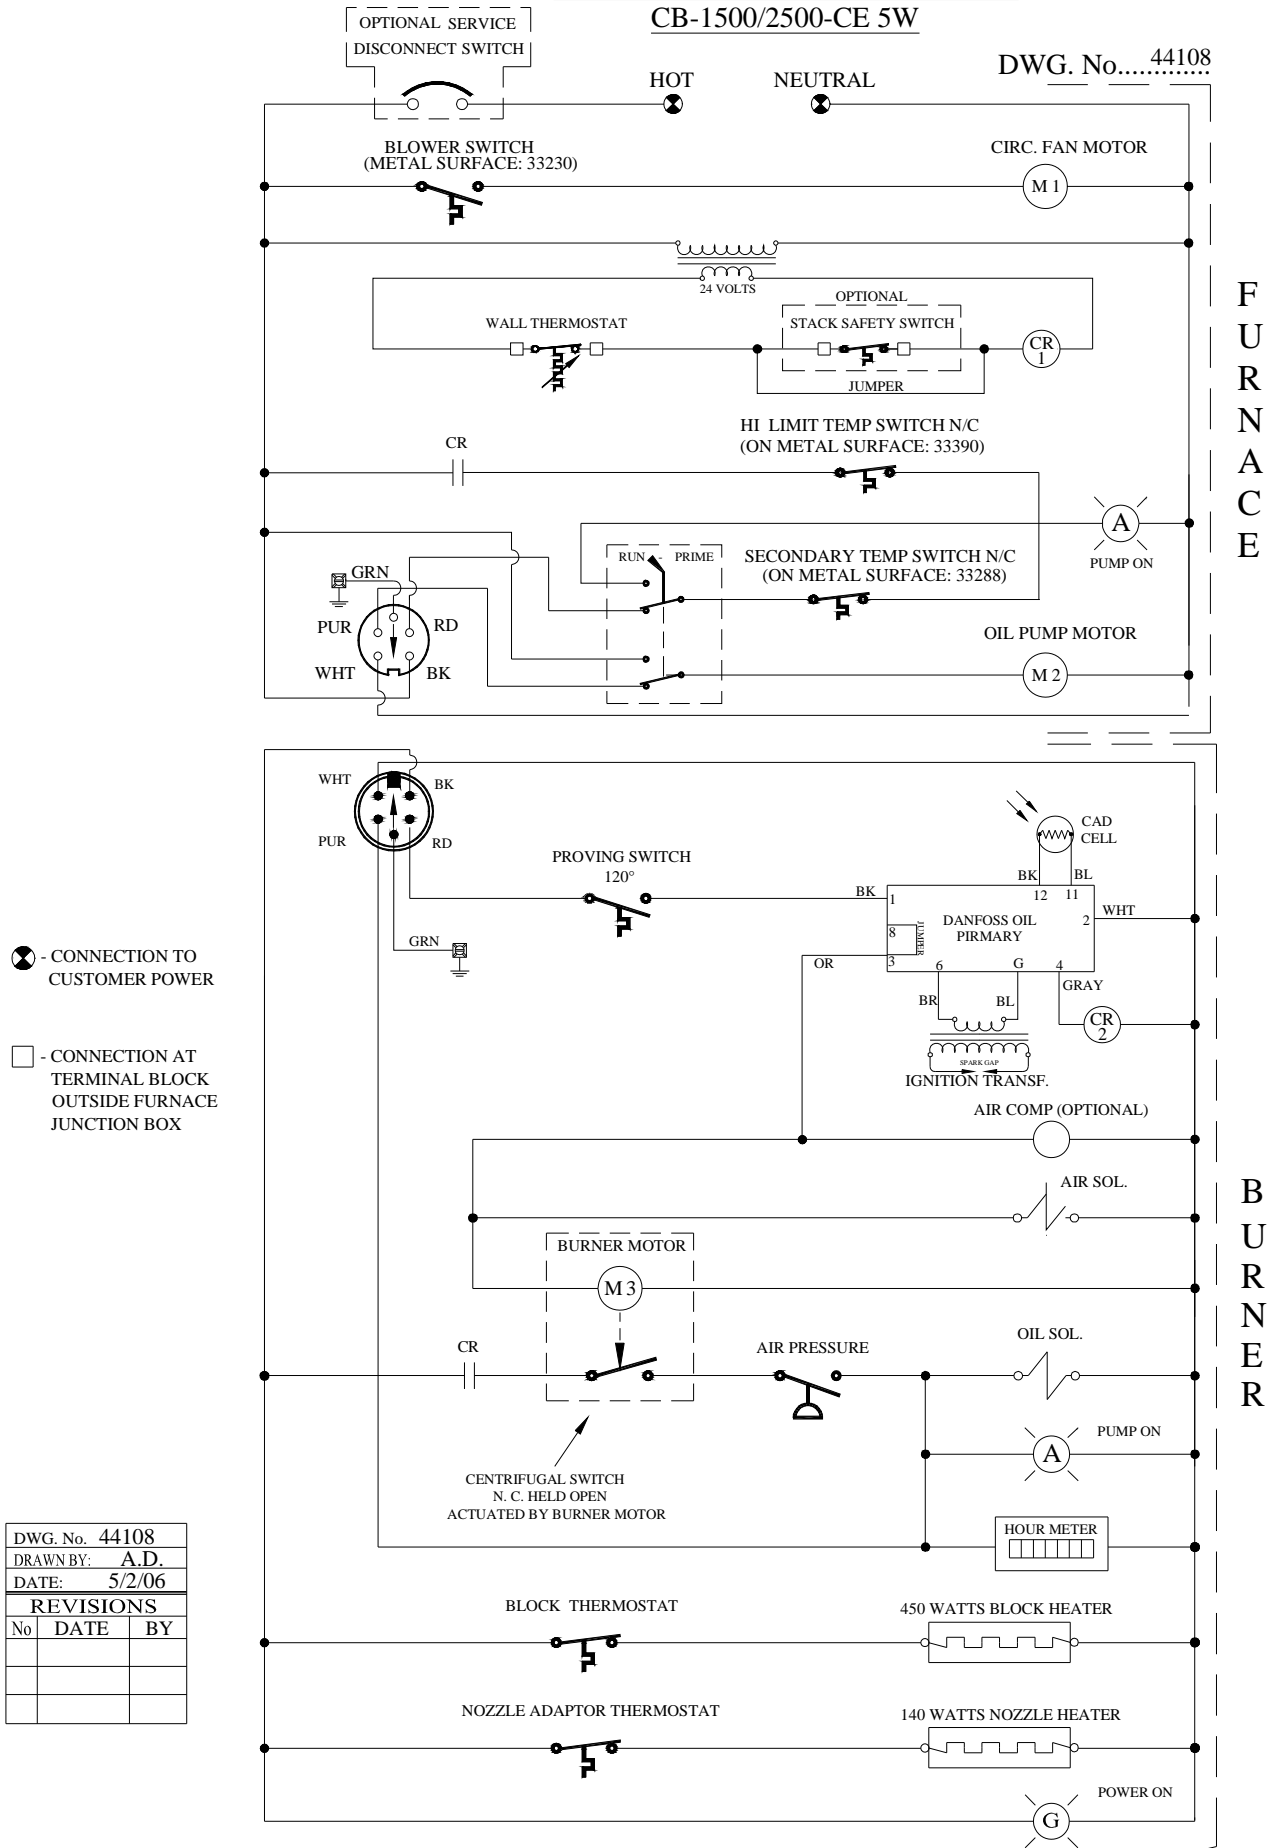 CB-1500/2500-CE 5W
OPTIONAL SERVICE
DISCONNECT SWITCH
DWG. No.............44108
HOT
NEUTRAL
BLOWER SWITCH
(METAL SURFACE: 33230)
CIRC. FAN MOTOR
M 1
24 VOLTS
OPTIONAL
WALL THERMOSTAT
STACK SAFETY SWITCH
CR
1
JUMPER
HI LIMIT TEMP SWITCH N/C
(ON METAL SURFACE: 33390)
CR
A
PUMP ON
RUN - PRIME
SECONDARY TEMP SWITCH N/C
(ON METAL SURFACE: 33288)
GRN
PUR
RD
WHT
BK
OIL PUMP MOTOR
M 2
F
U
R
N
A
C
E
WHT
BK
PUR
RD
GRN
PROVING SWITCH
120°
CAD
CELL
BK
BL
BK
1
12
11
8
JUMPER
DANFOSS OIL
PIRMARY
2
WHT
3
6
G
4
OR
GRAY
BR
BL
CR
2
SPARK GAP
IGNITION TRANSF.
- CONNECTION TO
CUSTOMER POWER
- CONNECTION AT
TERMINAL BLOCK
OUTSIDE FURNACE
JUNCTION BOX
AIR COMP (OPTIONAL)
AIR SOL.
BURNER MOTOR
M 3
CR
AIR PRESSURE
OIL SOL.
PUMP ON
A
CENTRIFUGAL SWITCH
N. C. HELD OPEN
ACTUATED BY BURNER MOTOR
HOUR METER
B
U
R
N
E
R
DWG. No. 44108
DRAWN BY: A.D.
DATE: 5/2/06
REVISIONS
No DATE BY
BLOCK THERMOSTAT
450 WATTS BLOCK HEATER
NOZZLE ADAPTOR THERMOSTAT
140 WATTS NOZZLE HEATER
POWER ON
G